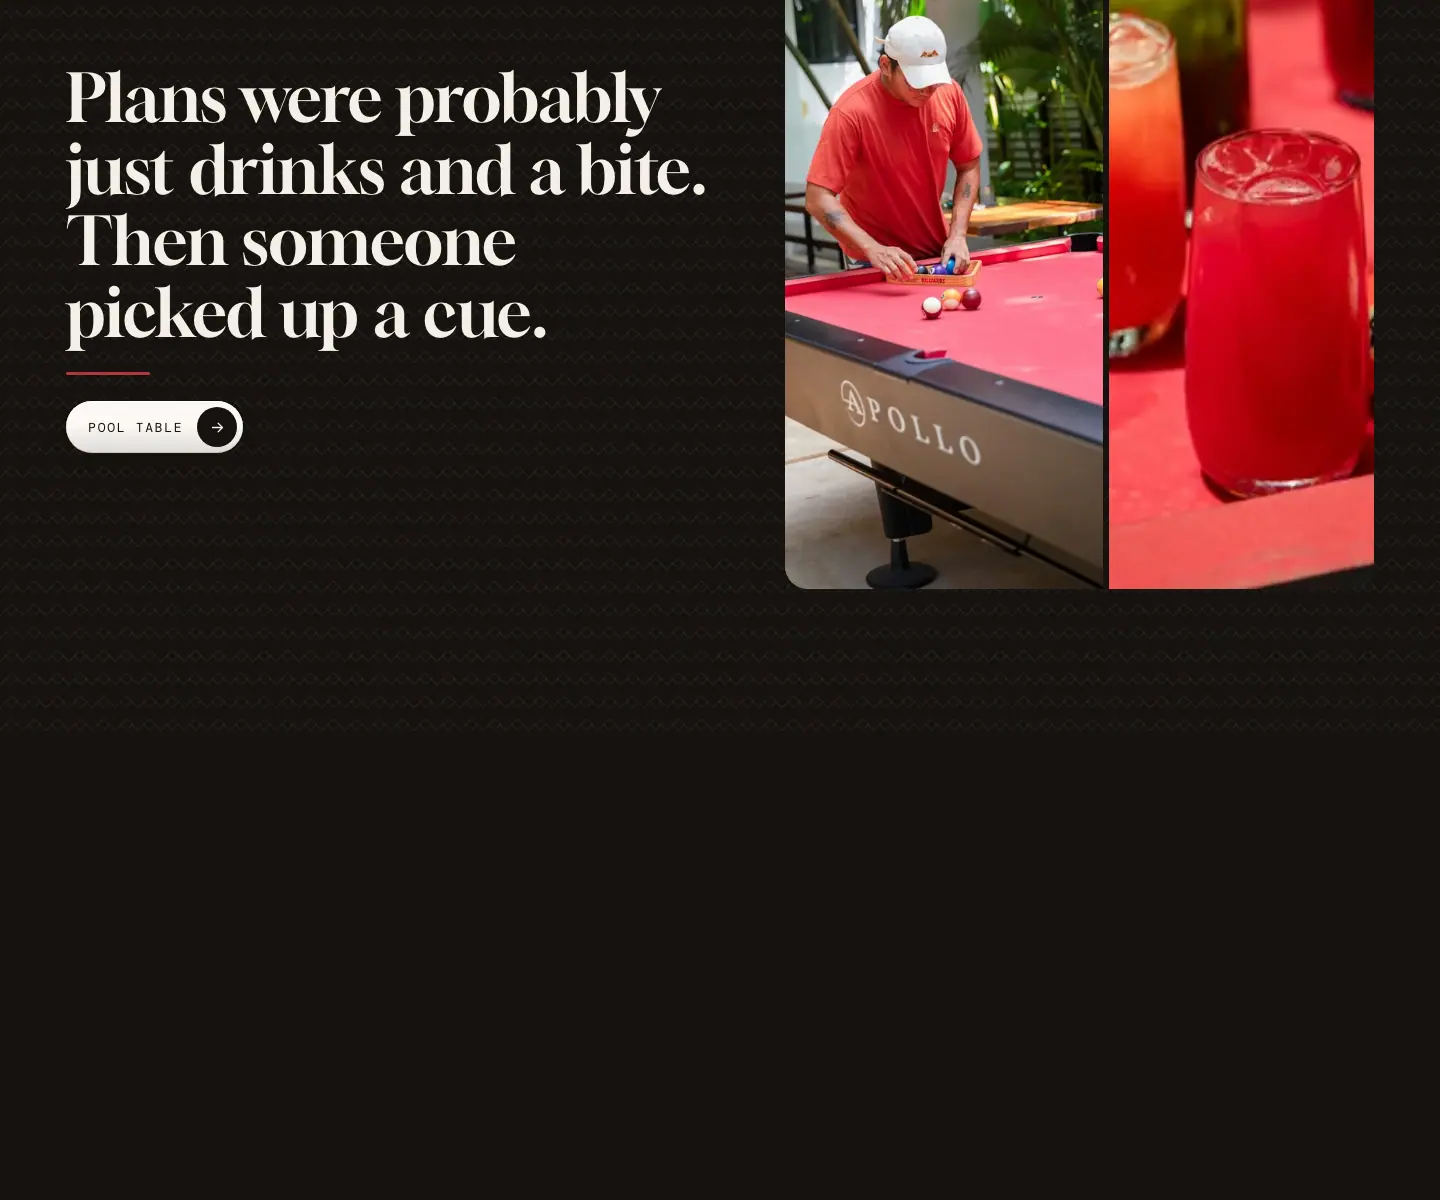 Plans were probably
just drinks and a bite.
Then someone
picked up a cue.
POOL TABLE
APOLLO